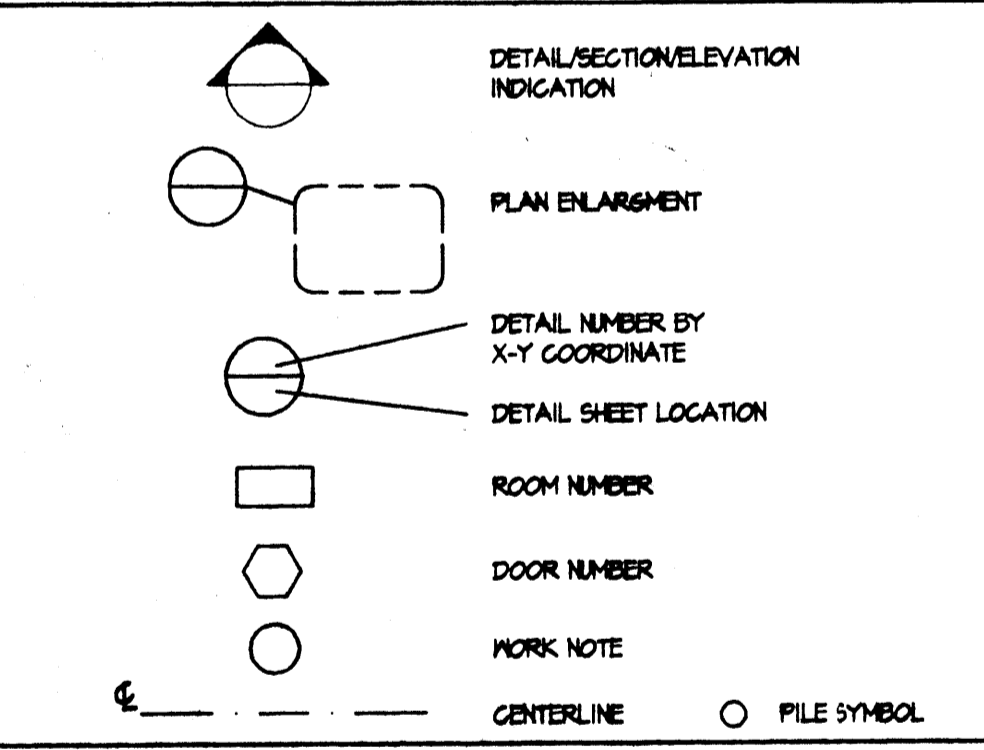 DETAIL/SECTION/ELEVATION
INDICATION
PLAN ENLARGMENT
DETAIL NUMBER BY
X-Y COORDINATE
DETAIL SHEET LOCATION
ROOM NUMBER
DOOR NUMBER
WORK NOTE
℄ CENTERLINE PILE SYMBOL